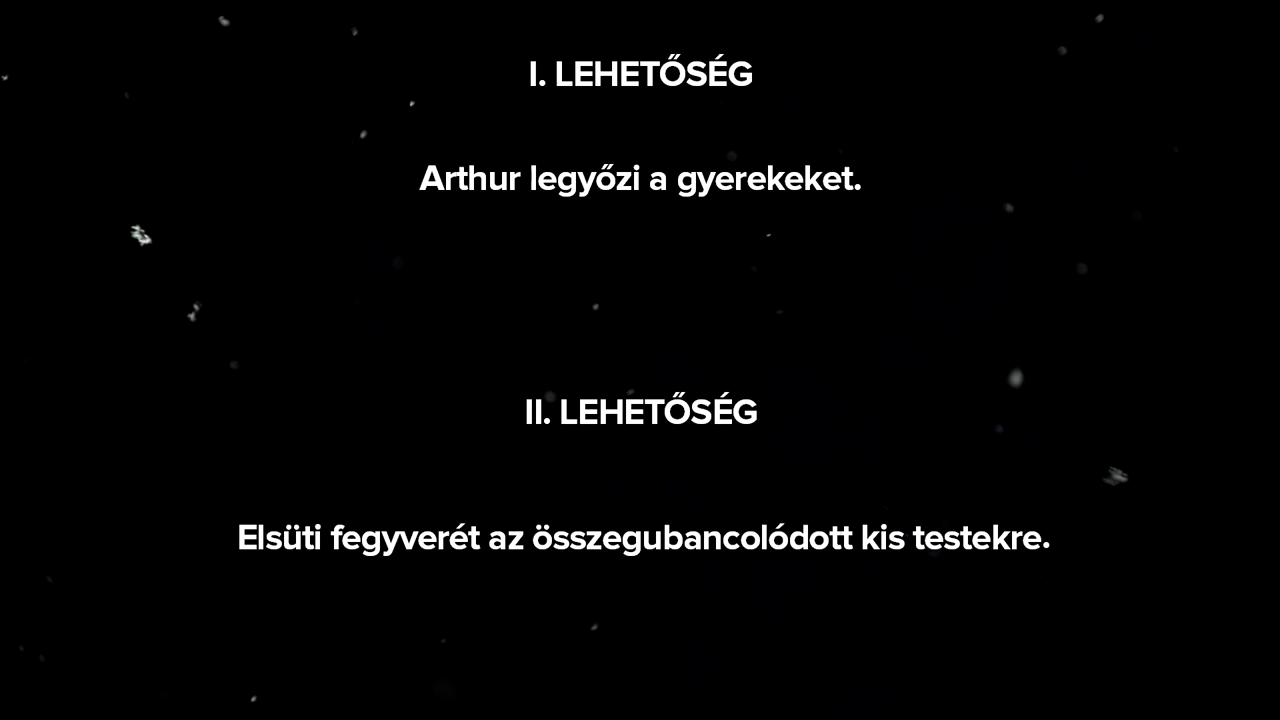 I. LEHETŐSÉG
Arthur legyőzi a gyerekeket.
II. LEHETŐSÉG
Elsüti fegyverét az összegubancolódott kis testekre.